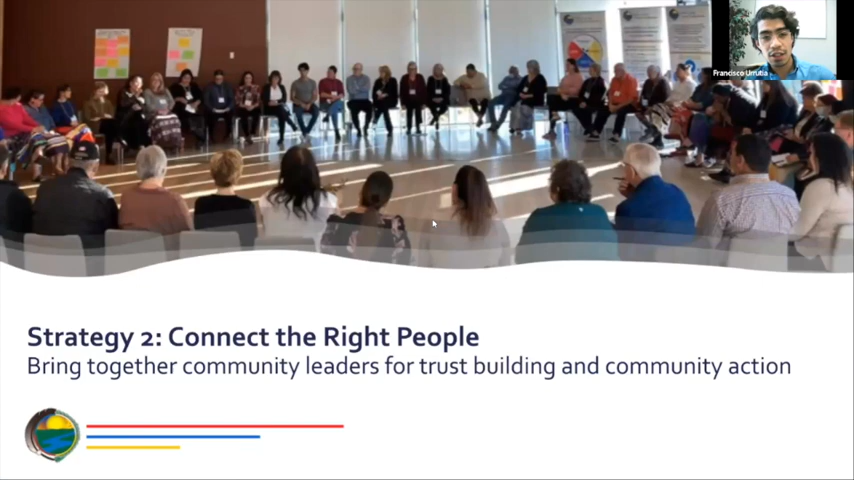 Francisco Urrutia
Strategy 2: Connect the Right People
Bring together community leaders for trust building and community action